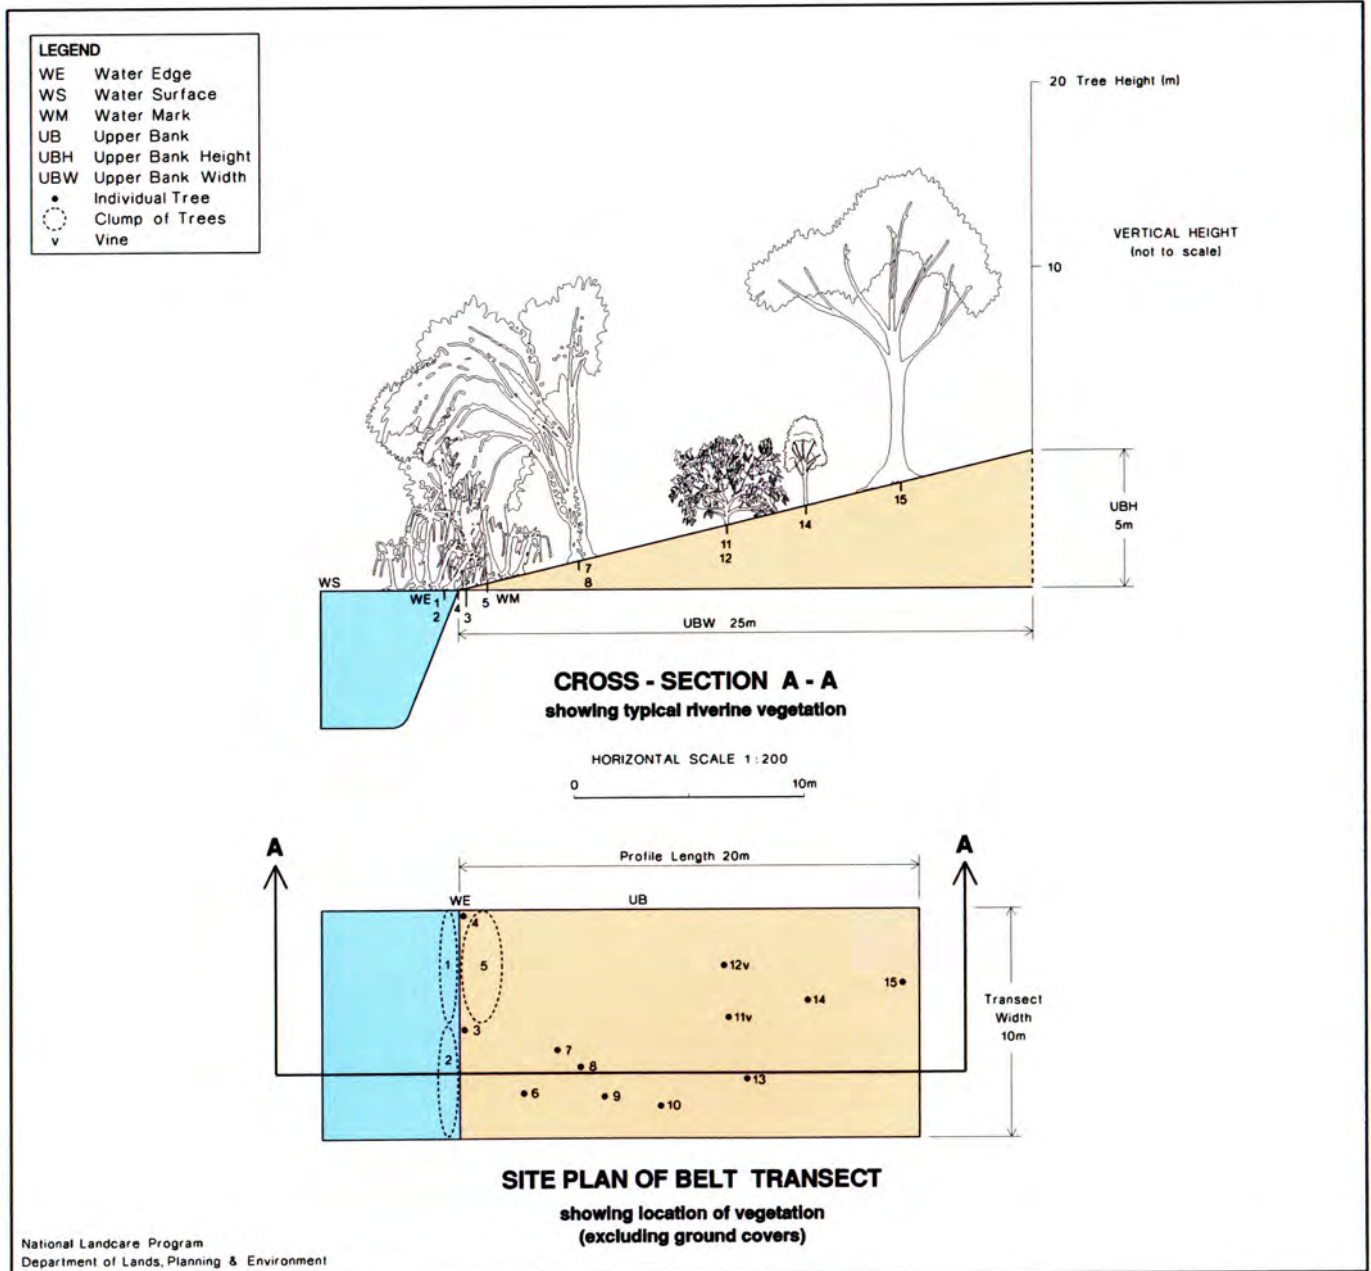 LEGEND
WE Water Edge
WS Water Surface
WM Water Mark
UB Upper Bank
UBH Upper Bank Height
UBW Upper Bank Width
Individual Tree
Clump of Trees
v Vine
20 Tree Height (m)
VERTICAL HEIGHT
(not to scale)
10
15
14
11
12
UBH
5m
7
8
WS
WE 1 4 5 WM
2 3
UBW 25m
CROSS - SECTION A - A
showing typical riverine vegetation
HORIZONTAL SCALE 1:200
0 10m
A A
Profile Length 20m
WE UB
4
1 5 12v
15
14
Transect
Width
10m
11v
3
7
2 8
13
6 9 10
SITE PLAN OF BELT TRANSECT
showing location of vegetation
(excluding ground covers)
National Landcare Program
Department of Lands, Planning & Environment